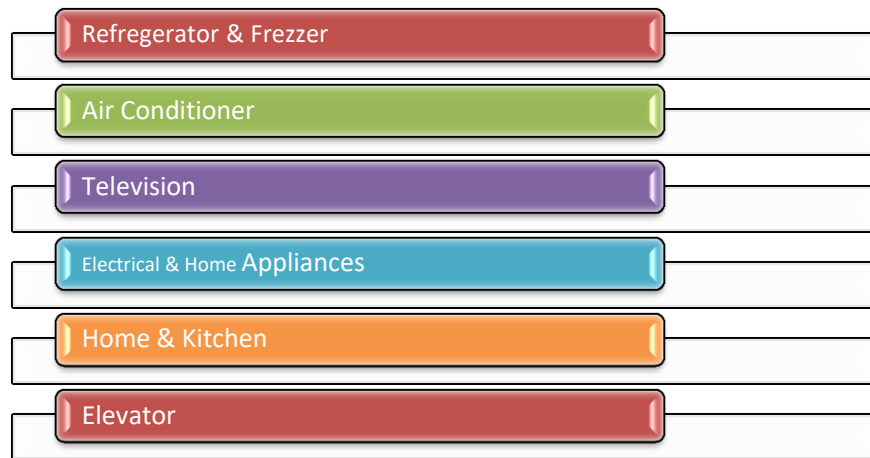 Refregerator & Frezzer
Air Conditioner
Television
Electrical & Home Appliances
Home & Kitchen
Elevator